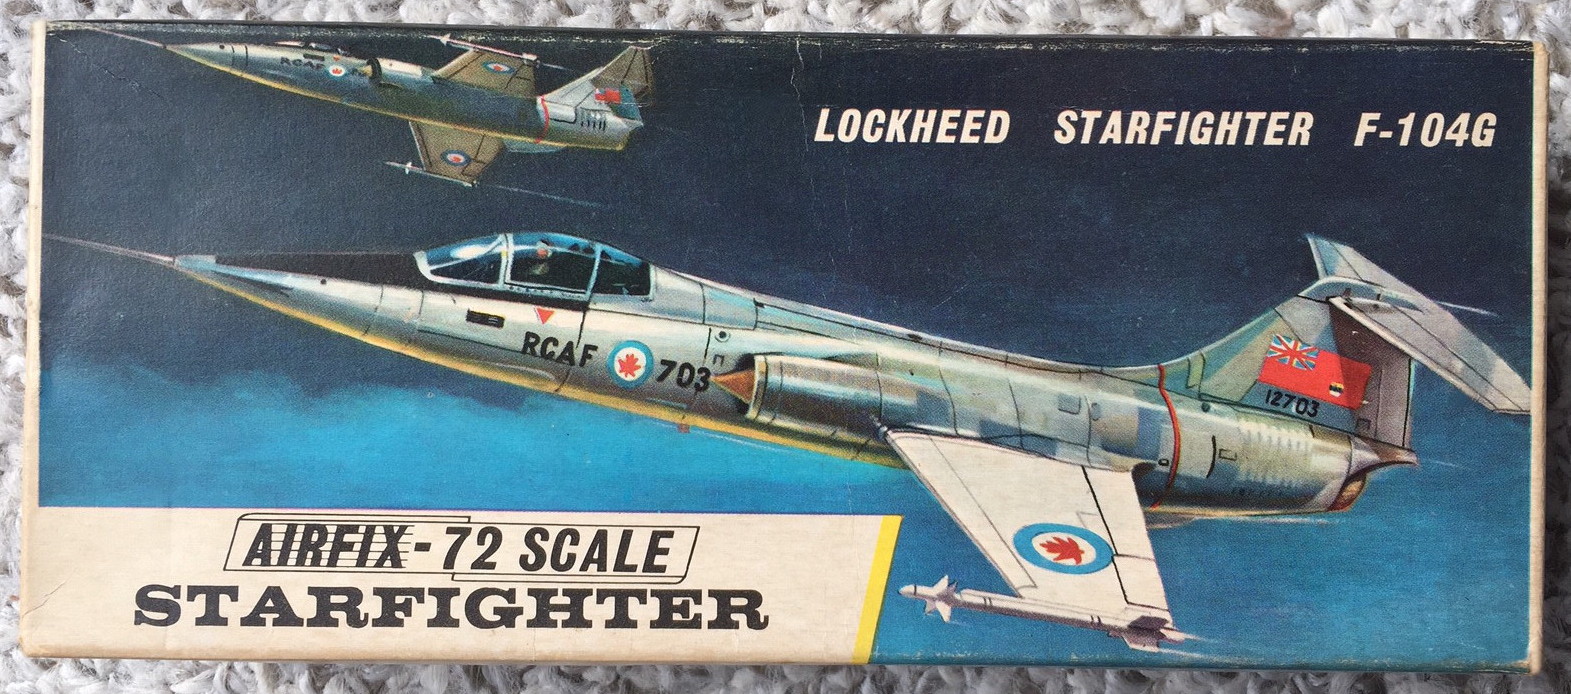 RCAF
LOCKHEED STARFIGHTER F-104G
RCAF 703
12703
AIRFIX-72 SCALE
STARFIGHTER